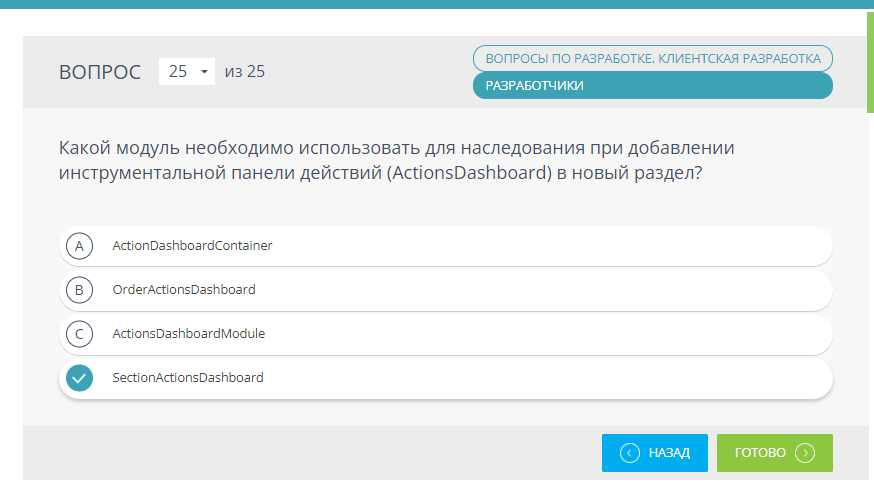 ВОПРОС 25 из 25
ВОПРОСЫ ПО РАЗРАБОТКЕ. КЛИЕНТСКАЯ РАЗРАБОТКА
РАЗРАБОТЧИКИ
Какой модуль необходимо использовать для наследования при добавлении
инструментальной панели действий (ActionsDashboard) в новый раздел?
A ActionDashboardContainer
B OrderActionsDashboard
C ActionsDashboardModule
SectionActionsDashboard
НАЗАД
ГОТОВО